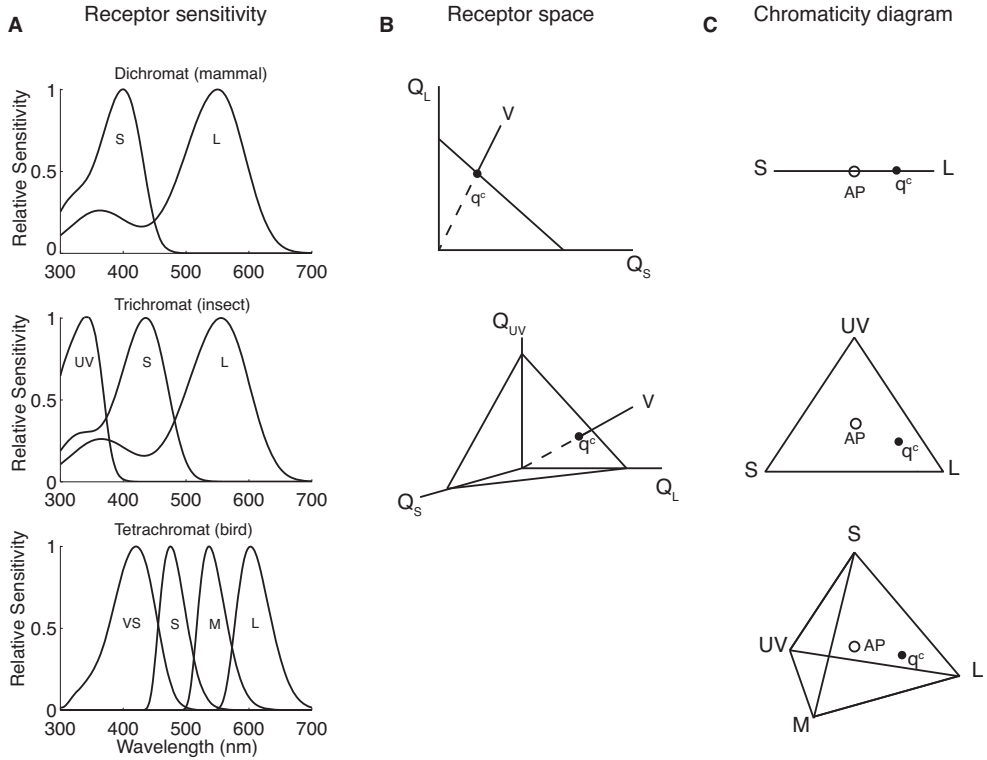 Receptor sensitivity
Receptor space
Chromaticity diagram
A
B
C
Dichromat (mammal)
Relative Sensitivity
1
0.5
0
S
L
300 400 500 600 700
Q_L
V
q^c
Q_S
S
AP
q^c
L
Trichromat (insect)
Relative Sensitivity
1
0.5
0
UV
S
L
300 400 500 600 700
Q_UV
V
q^c
Q_S
Q_L
UV
AP
q^c
S
L
Tetrachromat (bird)
Relative Sensitivity
1
0.5
0
VS
S
M
L
300 400 500 600 700
Wavelength (nm)
S
UV
AP
q^c
L
M